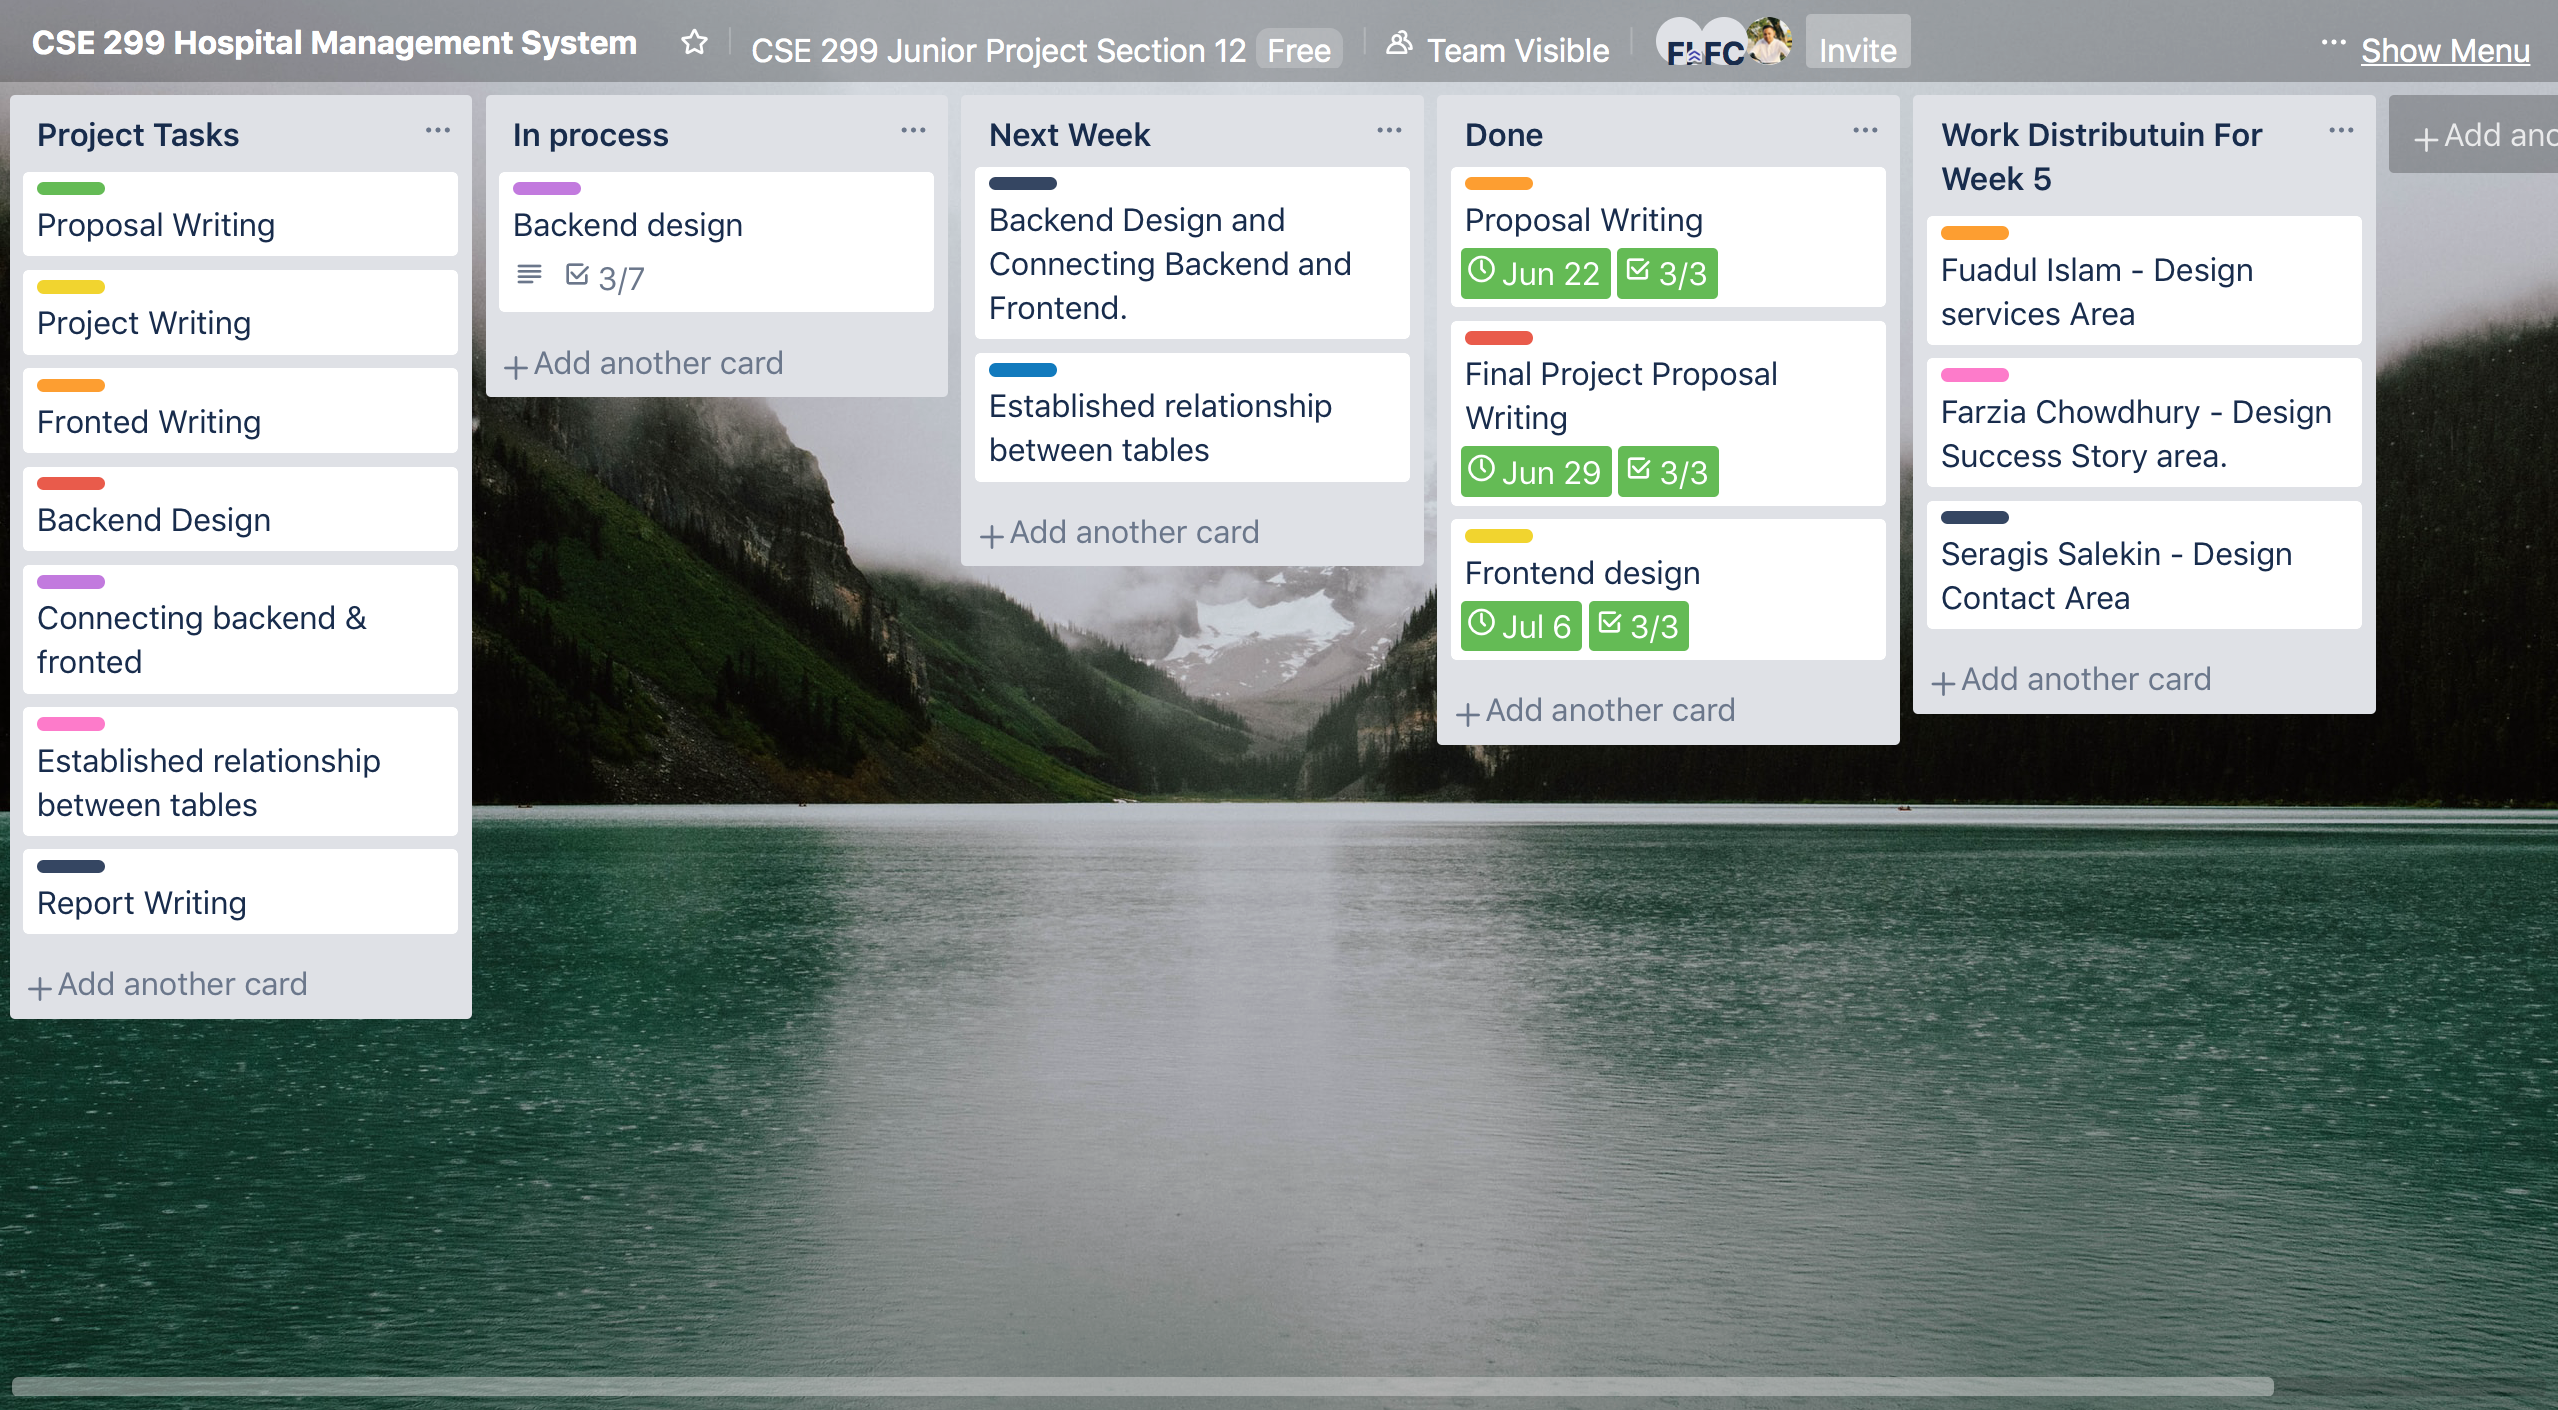 CSE 299 Hospital Management System
CSE 299 Junior Project Section 12
Free
Team Visible
FC
Invite
Show Menu
Project Tasks
Proposal Writing
Project Writing
Fronted Writing
Backend Design
Connecting backend &
fronted
Established relationship
between tables
Report Writing
Add another card
In process
Backend design
3/7
Add another card
Next Week
Backend Design and
Connecting Backend and
Frontend.
Established relationship
between tables
Add another card
Done
Proposal Writing
Jun 22
3/3
Final Project Proposal
Writing
Jun 29
3/3
Frontend design
Jul 6
3/3
Add another card
Work Distributuin For
Week 5
Fuadul Islam - Design
services Area
Farzia Chowdhury - Design
Success Story area.
Seragis Salekin - Design
Contact Area
Add another card
Add